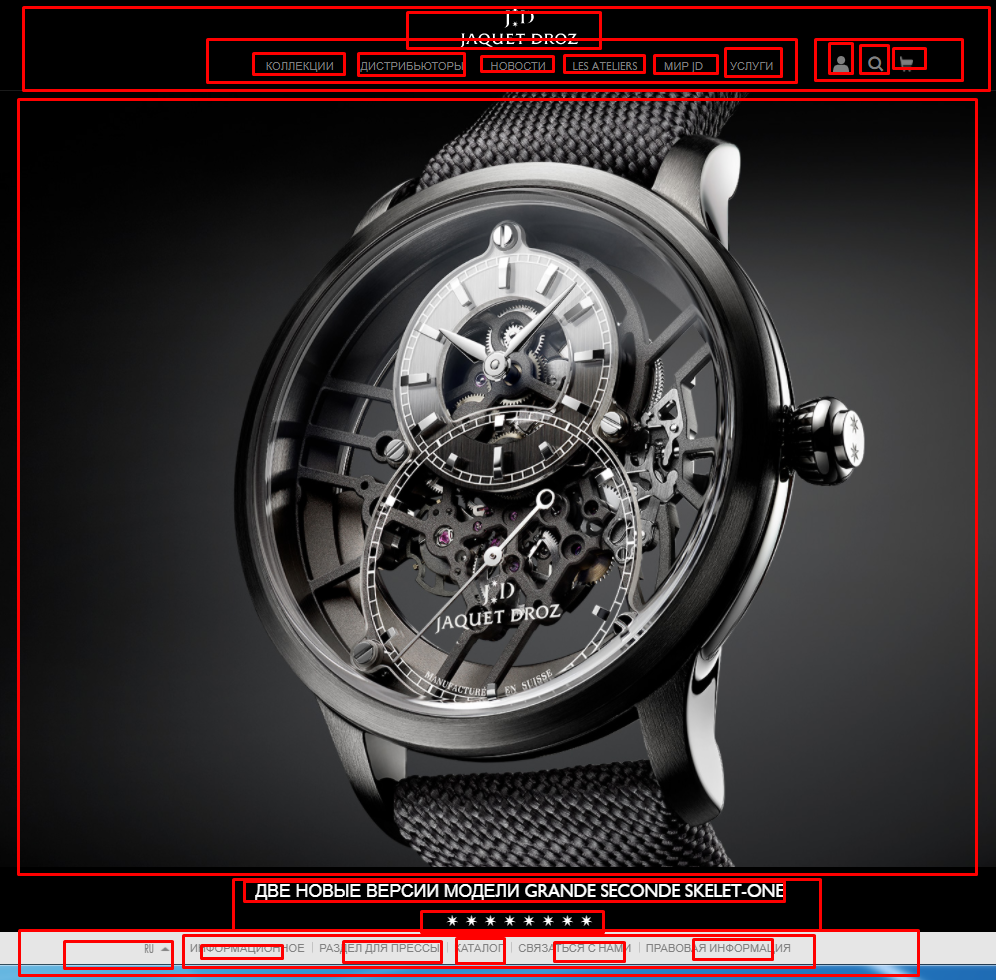 J D
JAQUET DROZ
КОЛЛЕКЦИИ ДИСТРИБЬЮТОРЫ НОВОСТИ LES ATELIERS МИР JD УСЛУГИ
J D
JAQUET DROZ
MANUFACTURÉ EN SUISSE
ДВЕ НОВЫЕ ВЕРСИИ МОДЕЛИ GRANDE SECONDE SKELET-ONE
RU ИНФОРМАЦИОННОЕ РАЗДЕЛ ДЛЯ ПРЕССЫ КАТАЛОГ СВЯЗАТЬСЯ С НАМИ ПРАВОВАЯ ИНФОРМАЦИЯ